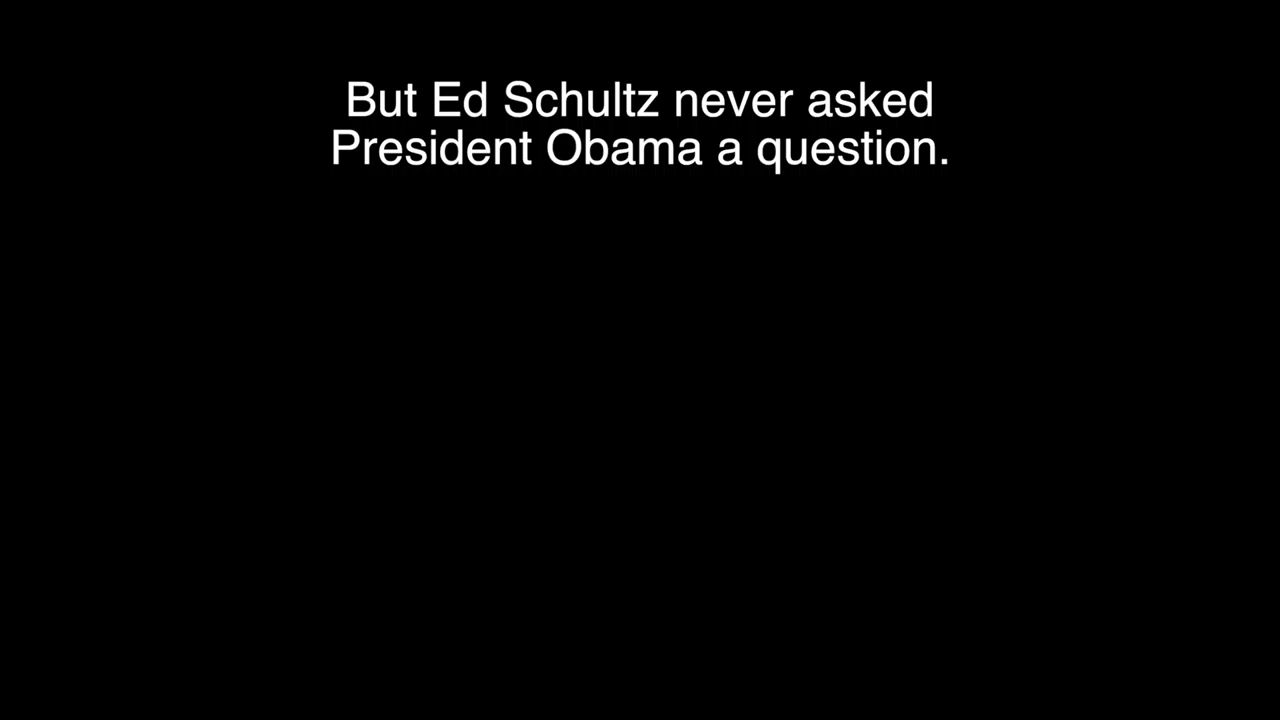 But Ed Schultz never asked
President Obama a question.